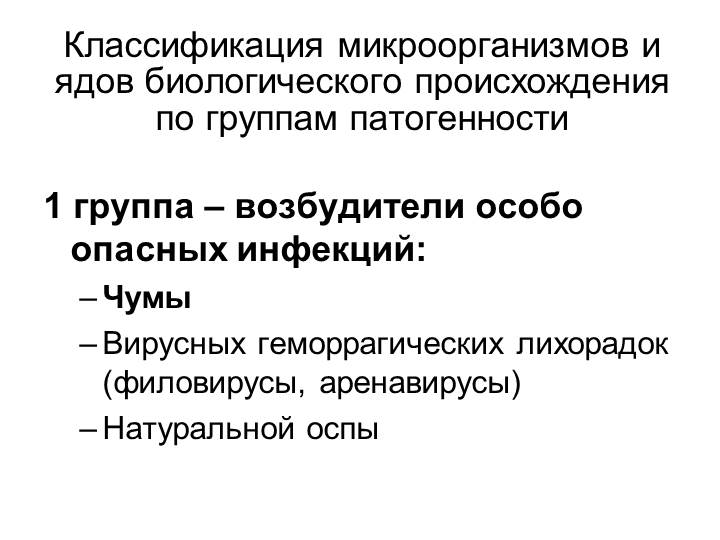 Классификация микроорганизмов и
ядов биологического происхождения
по группам патогенности
1 группа – возбудители особо
опасных инфекций:
– Чумы
– Вирусных геморрагических лихорадок
(филовирусы, аренавирусы)
– Натуральной оспы